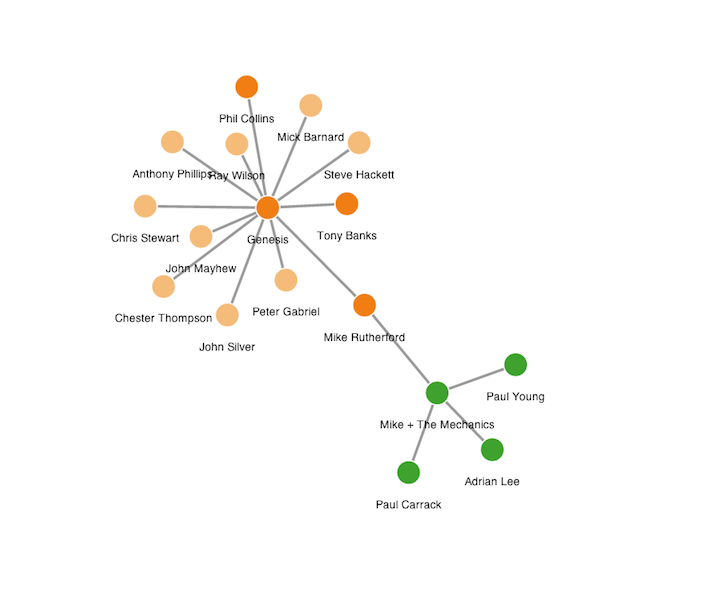 Phil Collins
Mick Barnard
Anthony Phillips
Ray Wilson
Steve Hackett
Chris Stewart
Genesis
Tony Banks
John Mayhew
Chester Thompson
Peter Gabriel
John Silver
Mike Rutherford
Paul Young
Mike + The Mechanics
Adrian Lee
Paul Carrack